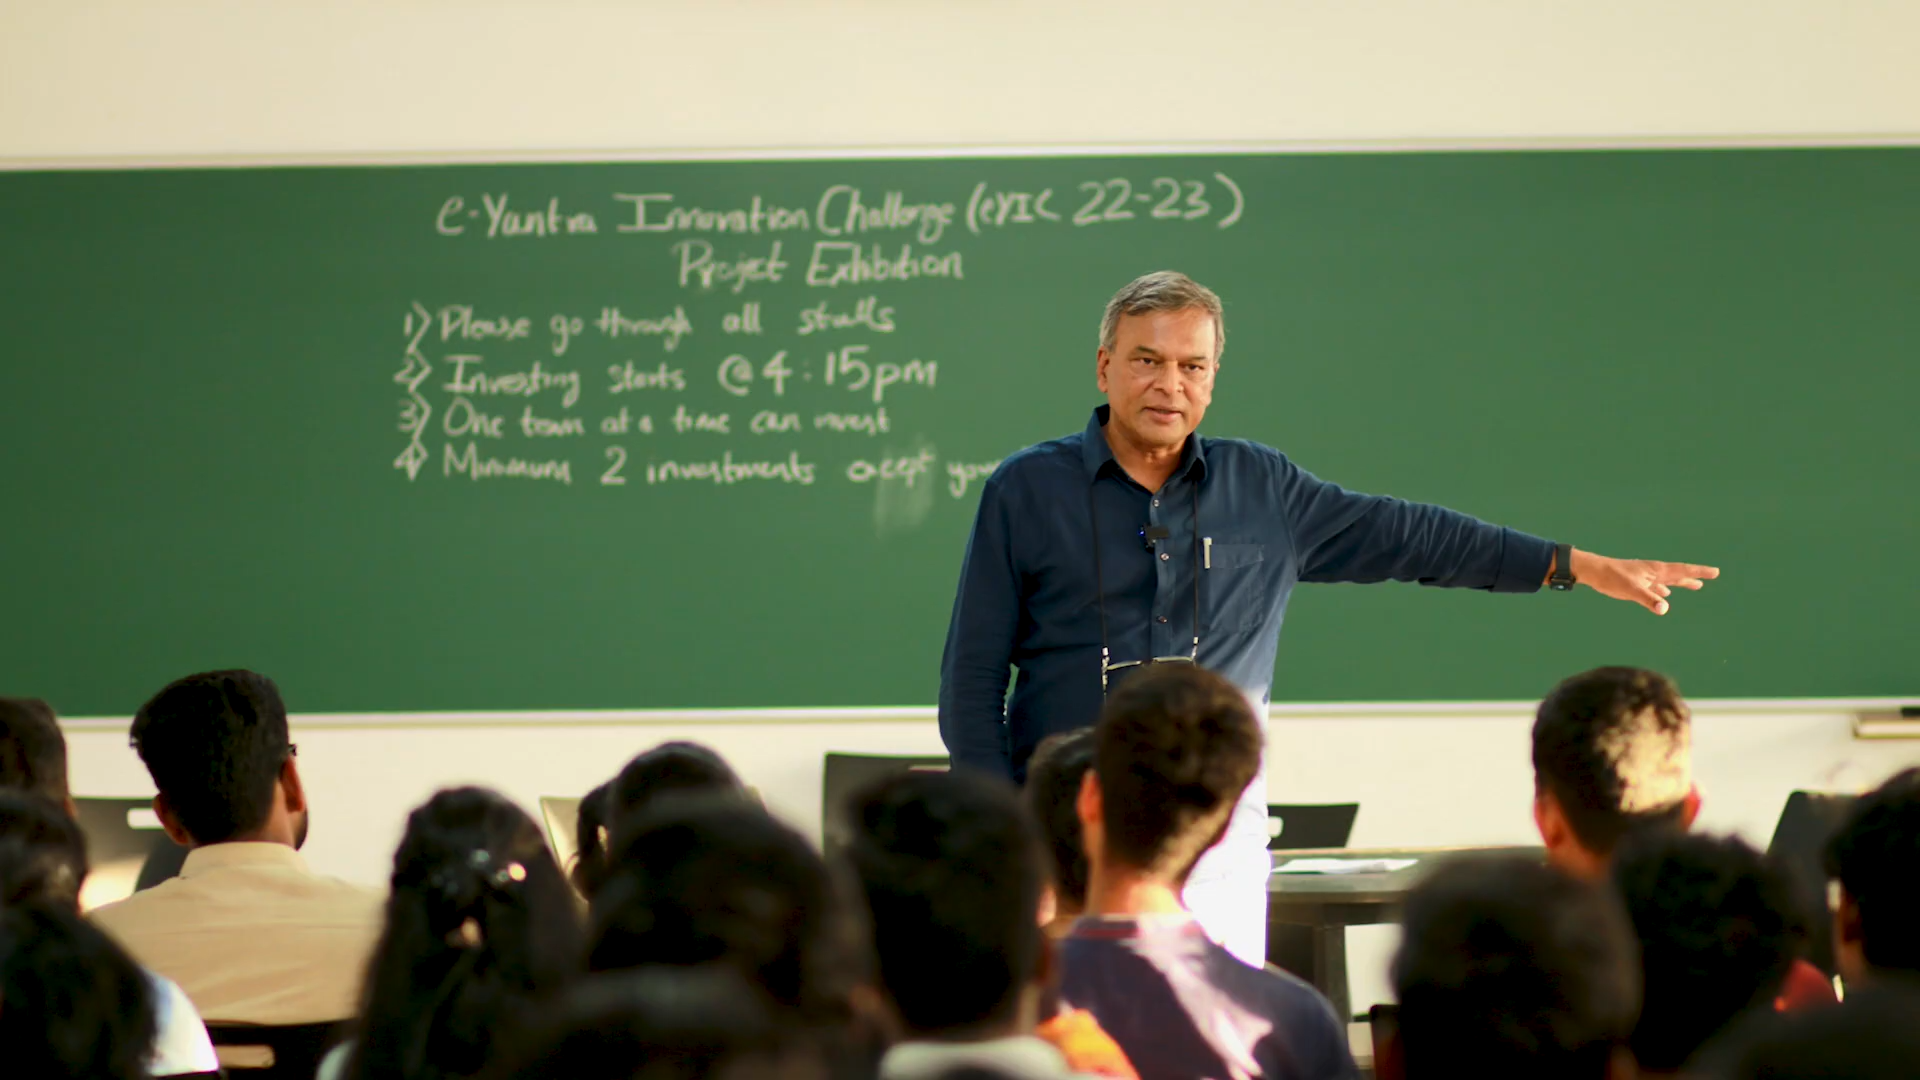 e-Yantra Innovation Challenge (eYIC 22-23)
Project Exhibition
1) Please go through all stalls
2) Investing starts @ 4:15pm
3) One team at a time can invest
4) Minimum 2 investments accept